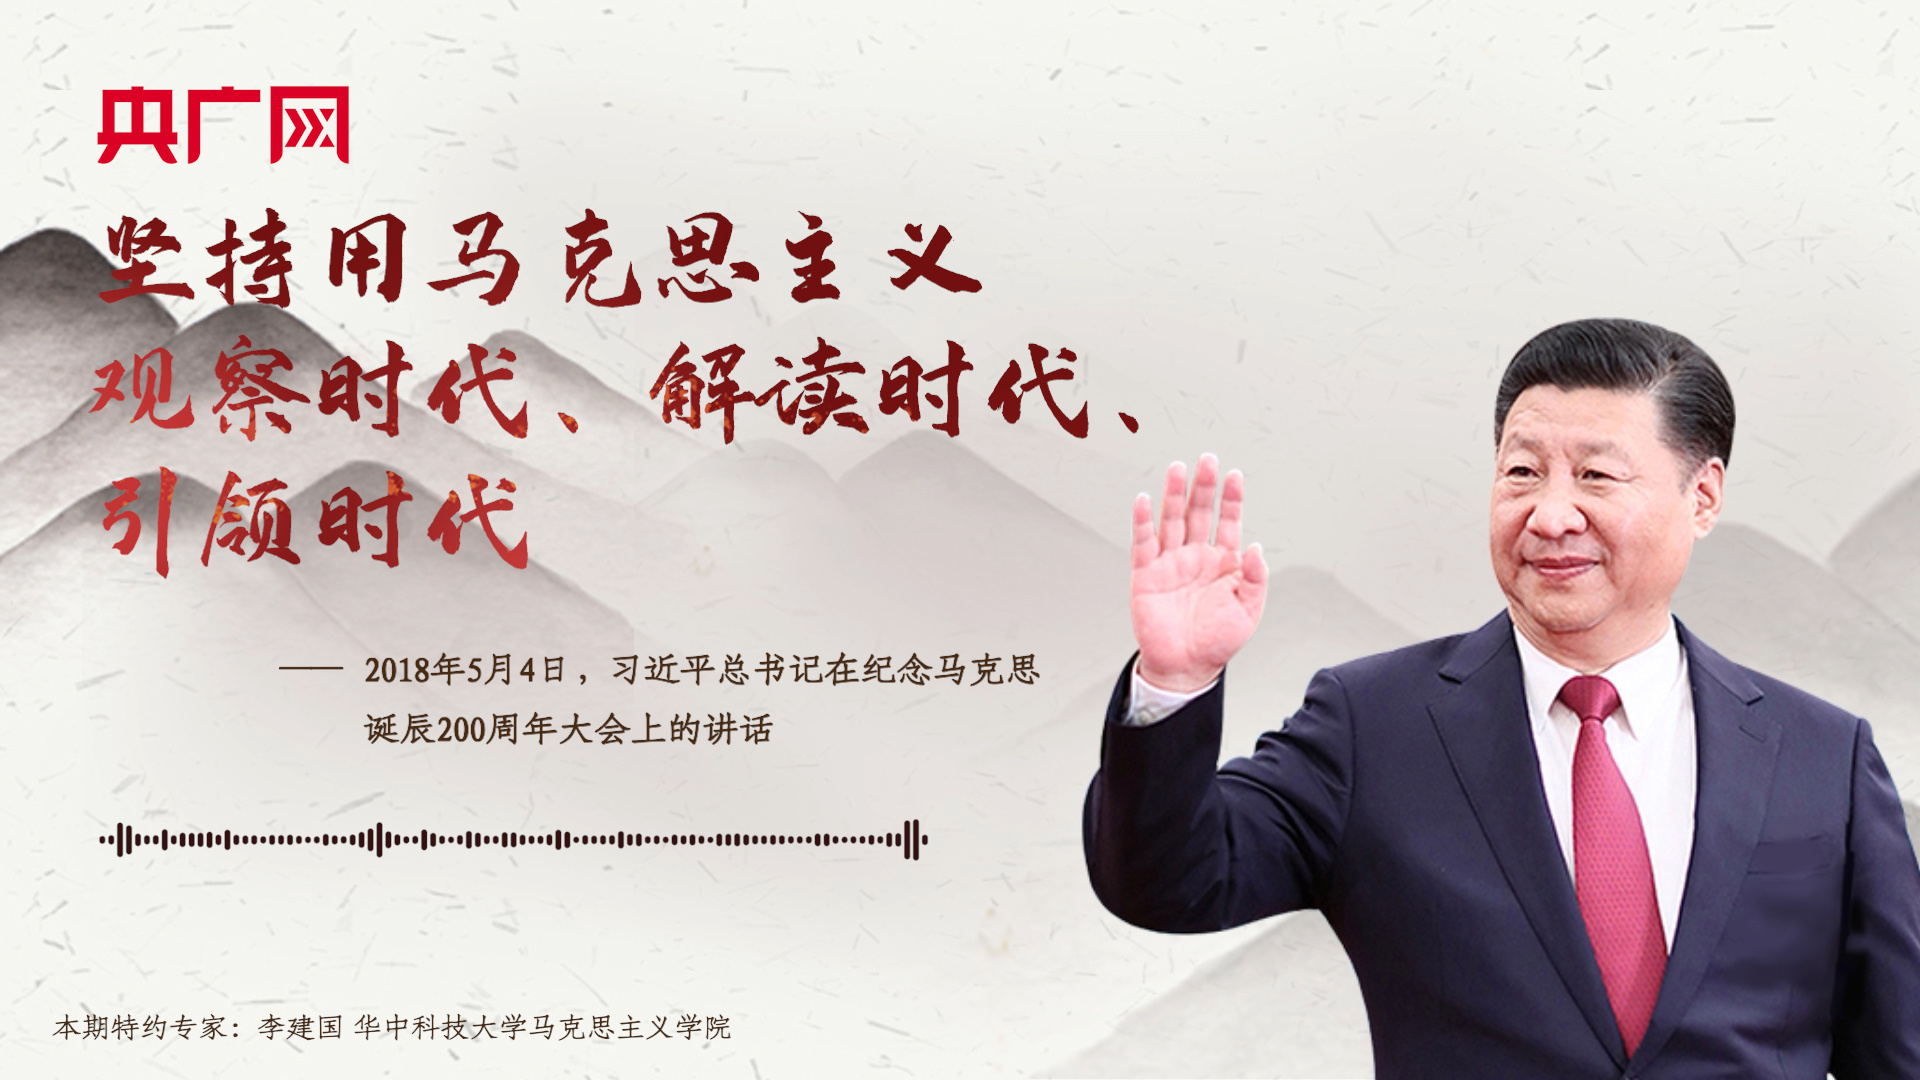 央广网
坚持用马克思主义
观察时代、解读时代、
引领时代
—— 2018年5月4日，习近平总书记在纪念马克思
诞辰200周年大会上的讲话
本期特约专家：李建国 华中科技大学马克思主义学院